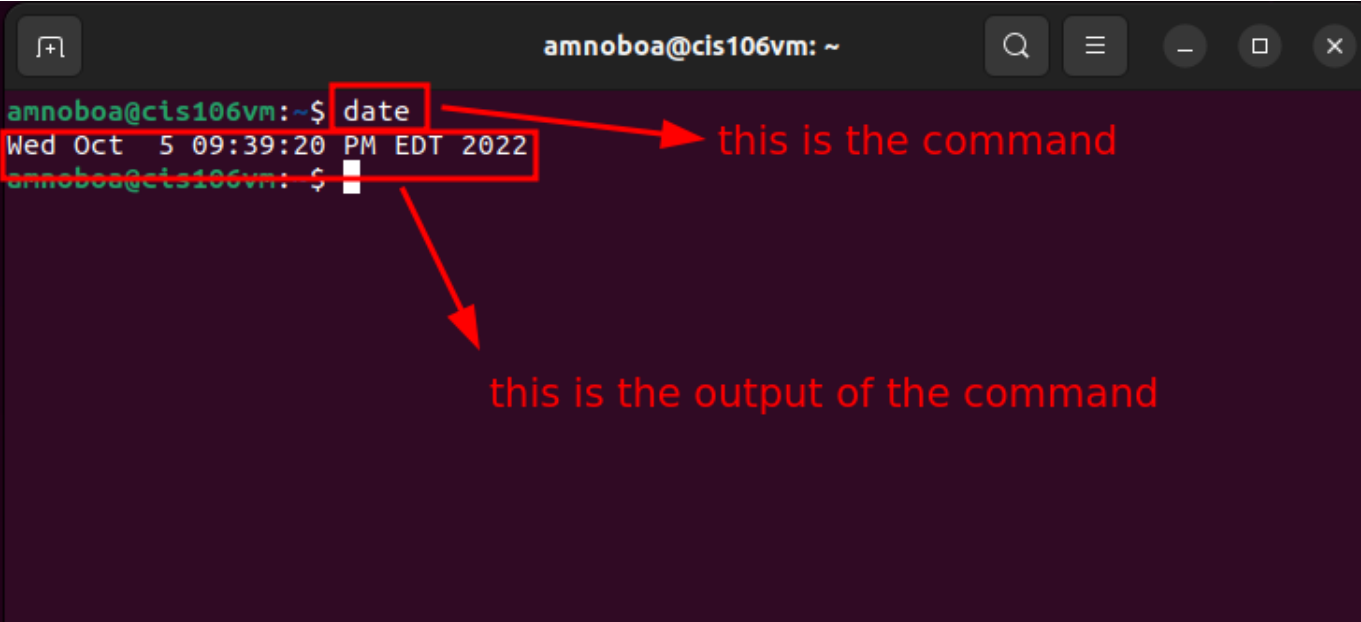 amnoboa@cis106vm: ~
amnoboa@cis106vm:~$ date
this is the command
Wed Oct  5 09:39:20 PM EDT 2022
amnoboa@cis106vm:~$
this is the output of the command